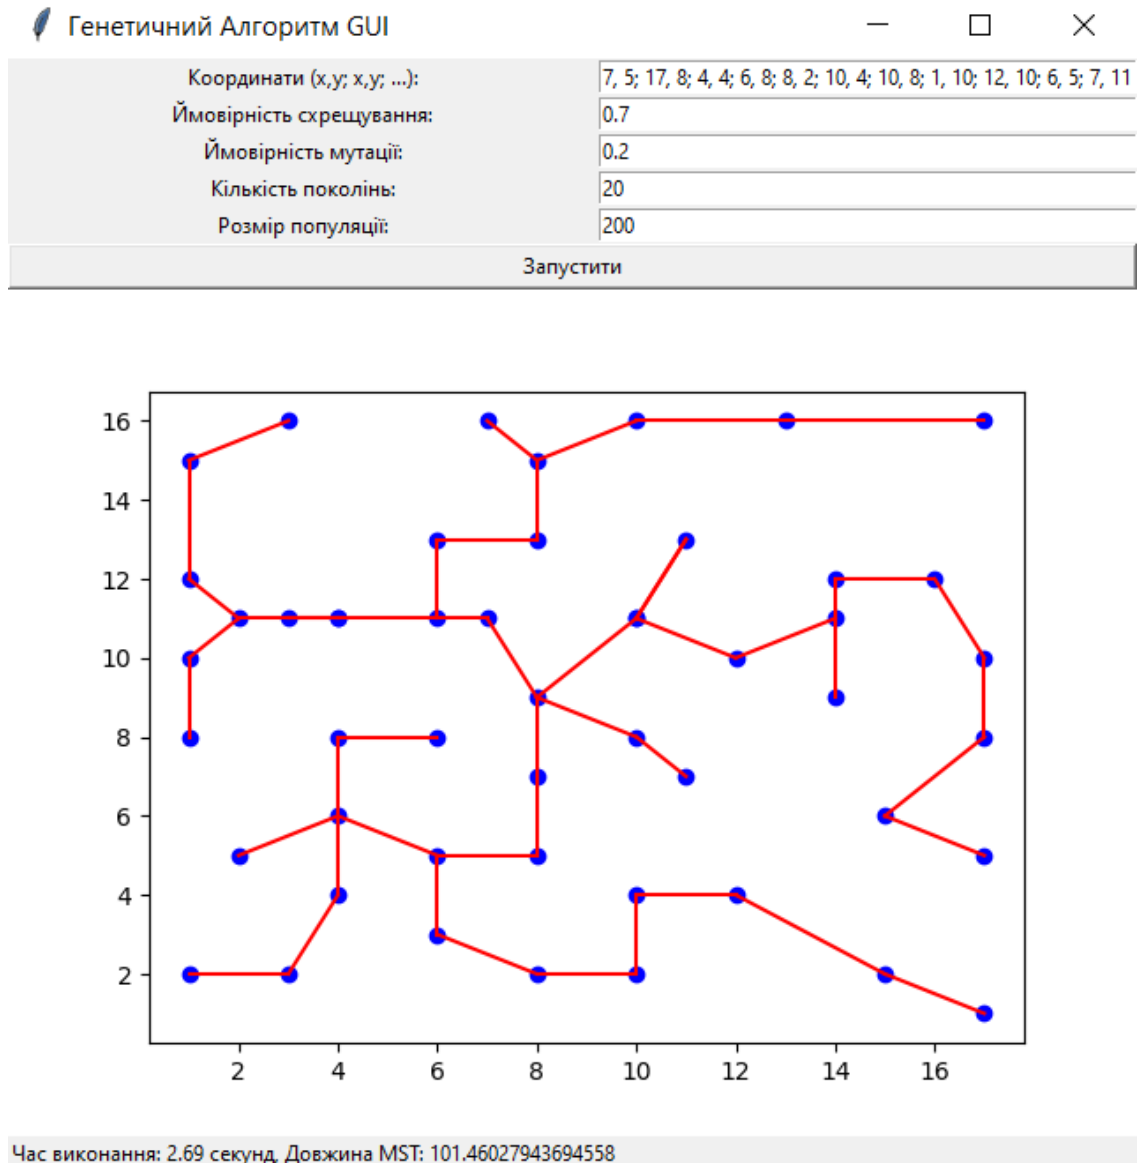 Генетичний Алгоритм GUI
Координати (x,y; x,y; ...): 7, 5; 17, 8; 4, 4; 6, 8; 8, 2; 10, 4; 10, 8; 1, 10; 12, 10; 6, 5; 7, 11
Ймовірність схрещування: 0.7
Ймовірність мутації: 0.2
Кількість поколінь: 20
Розмір популяції: 200
Запустити
16
14
12
10
8
6
4
2
2 4 6 8 10 12 14 16
Час виконання: 2.69 секунд, Довжина MST: 101.46027943694558